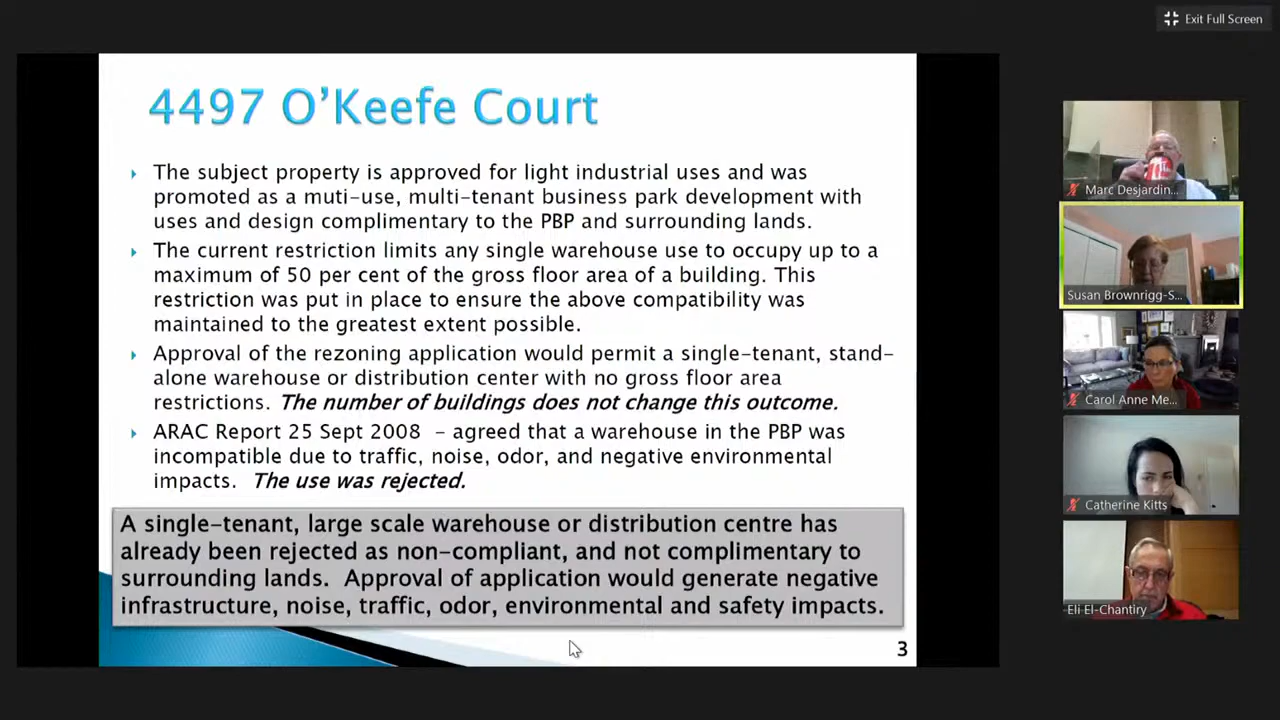 Exit Full Screen
4497 O'Keefe Court
The subject property is approved for light industrial uses and was
promoted as a muti-use, multi-tenant business park development with
uses and design complimentary to the PBP and surrounding lands.
The current restriction limits any single warehouse use to occupy up to a
maximum of 50 per cent of the gross floor area of a building. This
restriction was put in place to ensure the above compatibility was
maintained to the greatest extent possible.
Approval of the rezoning application would permit a single-tenant, stand-
alone warehouse or distribution center with no gross floor area
restrictions. The number of buildings does not change this outcome.
ARAC Report 25 Sept 2008 - agreed that a warehouse in the PBP was
incompatible due to traffic, noise, odor, and negative environmental
impacts. The use was rejected.
A single-tenant, large scale warehouse or distribution centre has
already been rejected as non-compliant, and not complimentary to
surrounding lands. Approval of application would generate negative
infrastructure, noise, traffic, odor, environmental and safety impacts.
3
Marc Desjardin...
Susan Brownrigg-S...
Carol Anne Me...
Catherine Kitts
Eli El-Chantiry